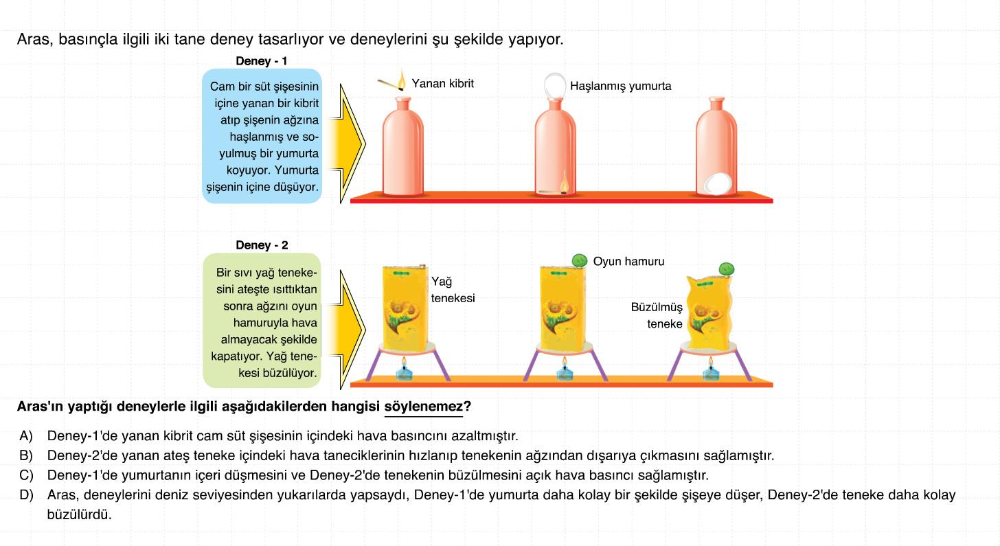 Aras, basınçla ilgili iki tane deney tasarlıyor ve deneylerini şu şekilde yapıyor.
Deney - 1
Cam bir süt şişesinin
içine yanan bir kibrit
atıp şişenin ağzına
haşlanmış ve so-
yulmuş bir yumurta
koyuyor. Yumurta
şişenin içine düşüyor.
Yanan kibrit
Haşlanmış yumurta
Deney - 2
Bir sıvı yağ teneke-
sini ateşte ısıttıktan
sonra ağzını oyun
hamuruyla hava
almayacak şekilde
kapatıyor. Yağ tene-
kesi büzülüyor.
Yağ
tenekesi
Oyun hamuru
Büzülmüş
teneke
Aras'ın yaptığı deneylerle ilgili aşağıdakilerden hangisi söylenemez?
A) Deney-1'de yanan kibrit cam süt şişesinin içindeki hava basıncını azaltmıştır.
B) Deney-2'de yanan ateş teneke içindeki hava taneciklerinin hızlanıp tenekenin ağzından dışarıya çıkmasını sağlamıştır.
C) Deney-1'de yumurtanın içeri düşmesini ve Deney-2'de tenekenin büzülmesini açık hava basıncı sağlamıştır.
D) Aras, deneylerini deniz seviyesinden yukarılarda yapsaydı, Deney-1'de yumurta daha kolay bir şekilde şişeye düşer, Deney-2'de teneke daha kolay
büzülürdü.